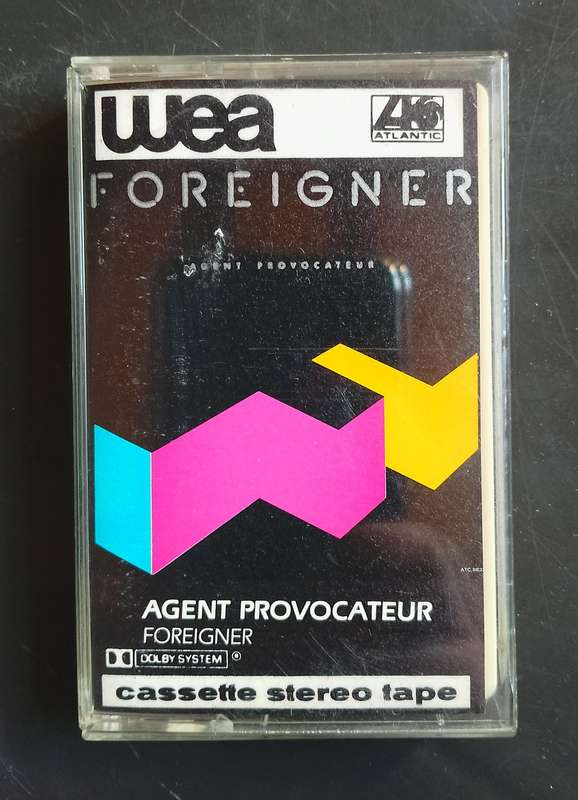 wea
ATLANTIC
FOREIGNER
AGENT PROVOCATEUR
AGENT PROVOCATEUR
FOREIGNER
DOLBY SYSTEM ®
cassette stereo tape